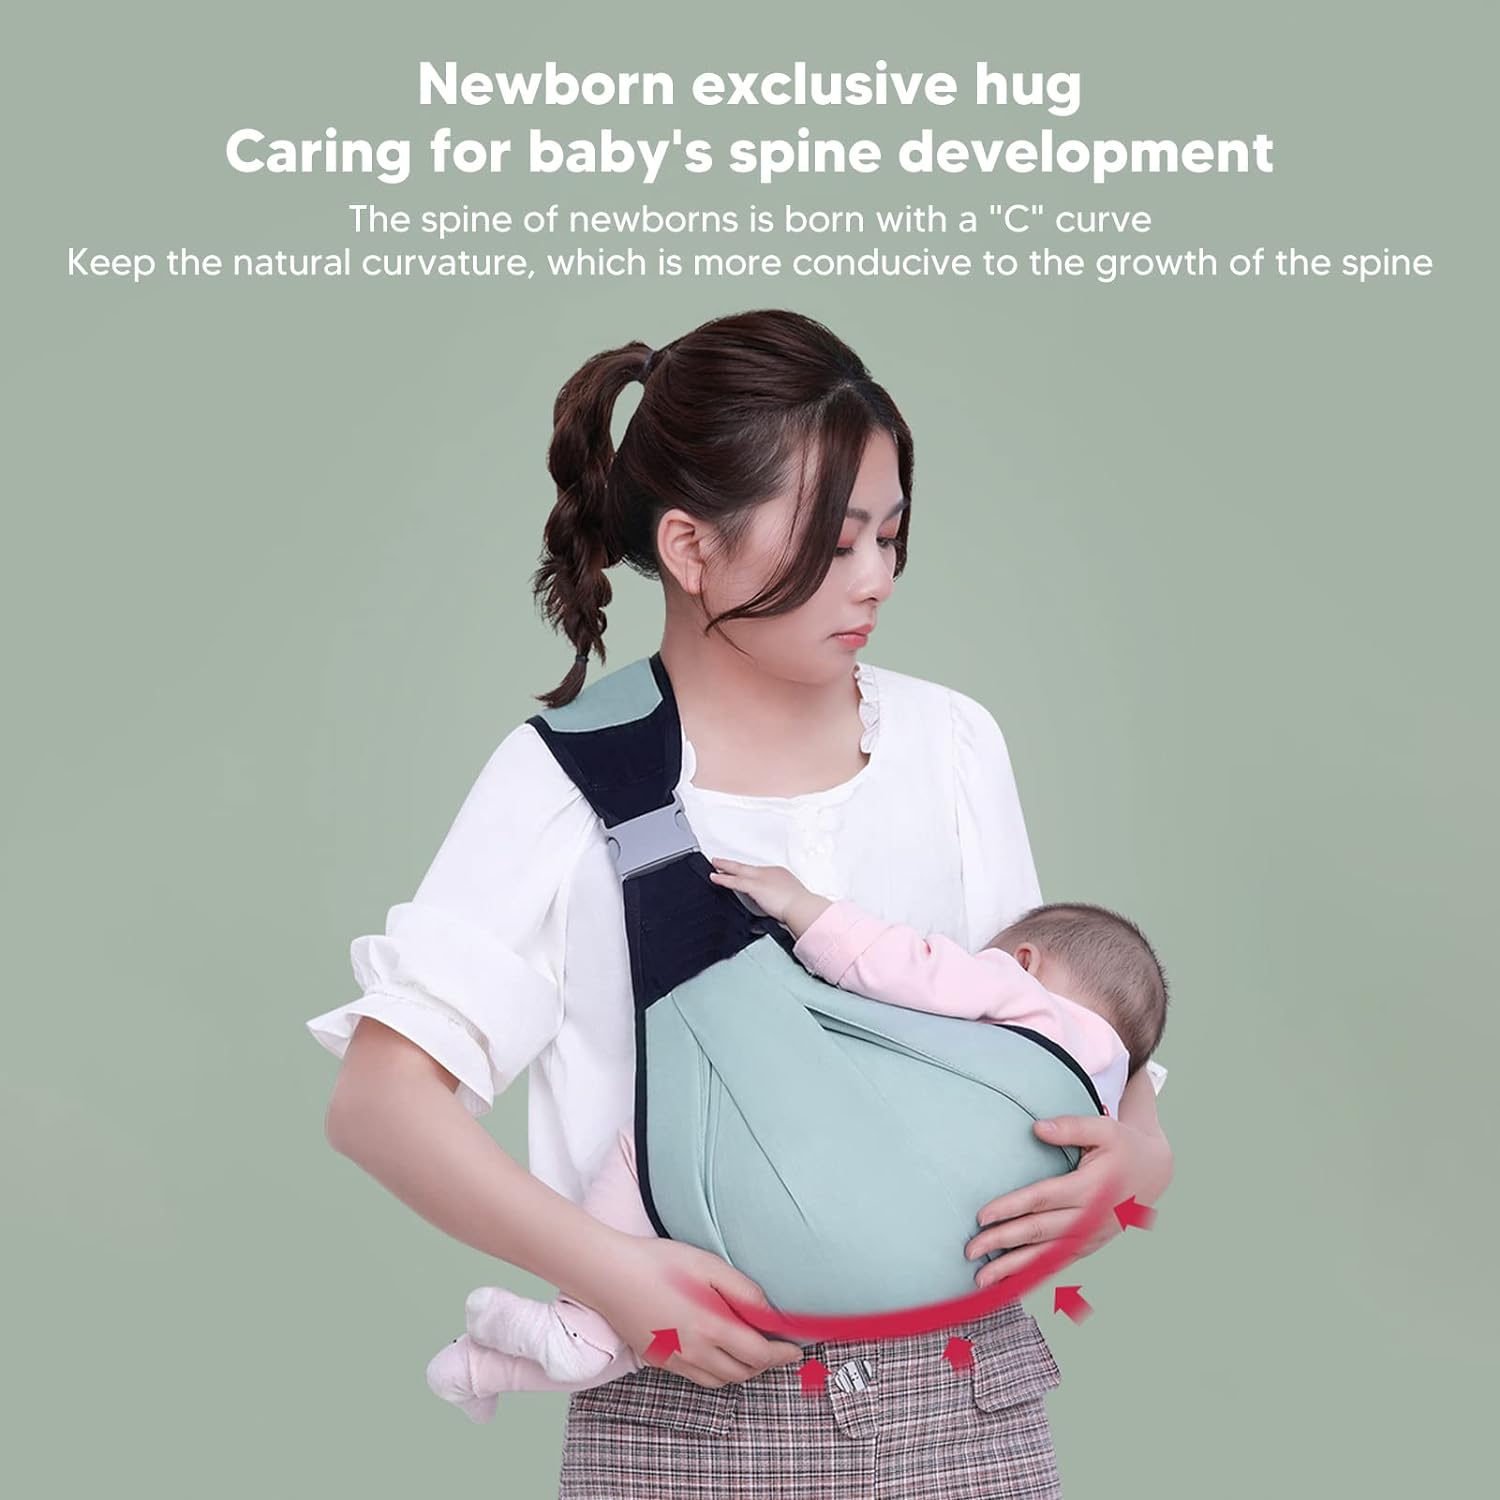 Newborn exclusive hug
Caring for baby's spine development
The spine of newborns is born with a "C" curve
Keep the natural curvature, which is more conducive to the growth of the spine